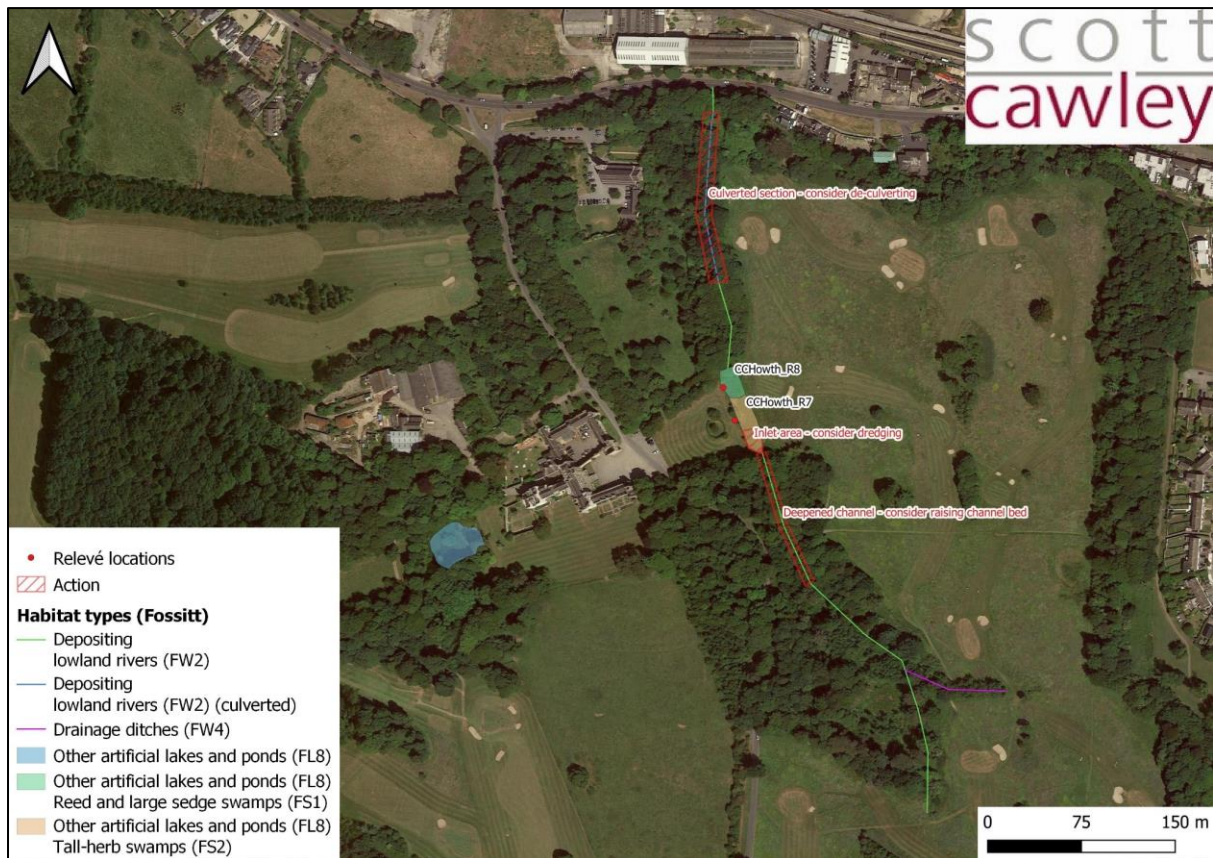 scott
cawley
Culverted section - consider de-culverting
CCHowth_R8
CCHowth_R7
Inlet area - consider dredging
Deepened channel - consider raising channel bed
Relevé locations
Action
Habitat types (Fossitt)
Depositing
lowland rivers (FW2)
Depositing
lowland rivers (FW2) (culverted)
Drainage ditches (FW4)
Other artificial lakes and ponds (FL8)
Other artificial lakes and ponds (FL8)
Reed and large sedge swamps (FS1)
Other artificial lakes and ponds (FL8)
Tall-herb swamps (FS2)
0 75 150 m